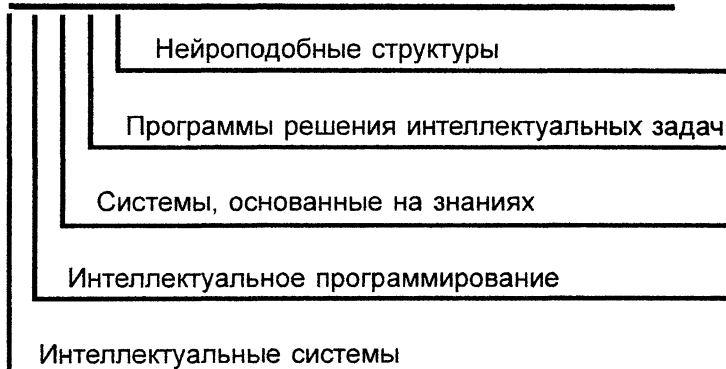 Нейроподобные структуры
Программы решения интеллектуальных задач
Системы, основанные на знаниях
Интеллектуальное программирование
Интеллектуальные системы